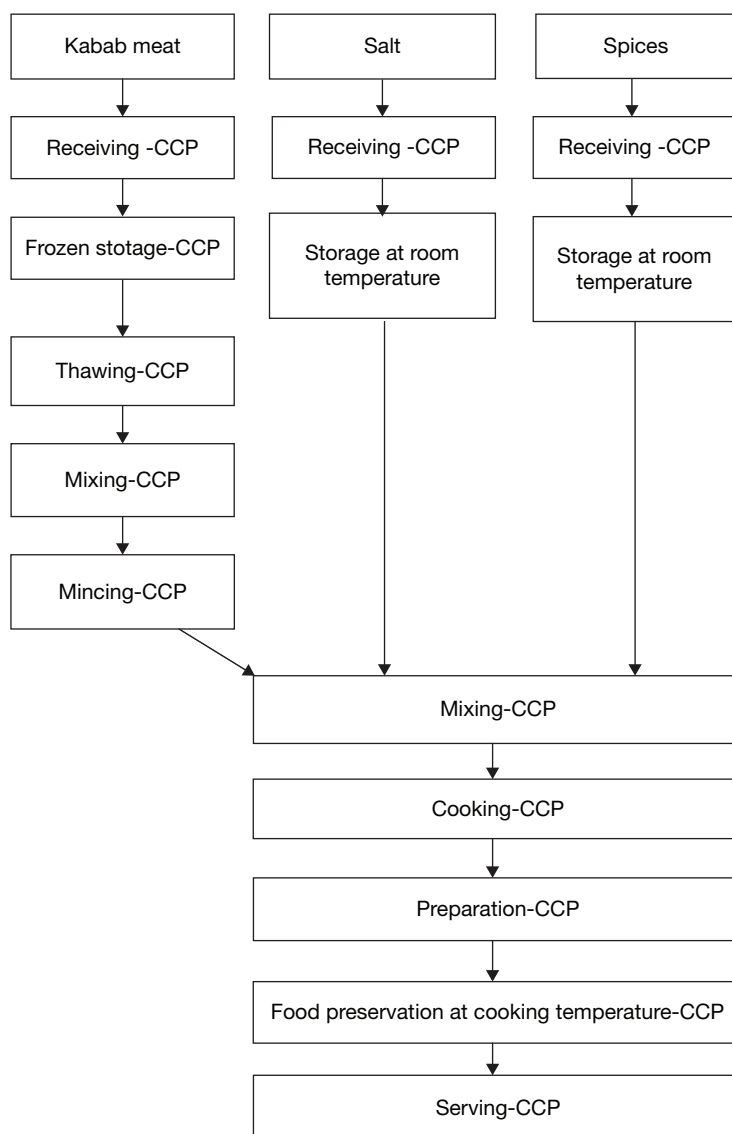 Kabab meat
Salt
Spices
Receiving -CCP
Receiving -CCP
Receiving -CCP
Frozen stotage-CCP
Storage at room
temperature
Storage at room
temperature
Thawing-CCP
Mixing-CCP
Mincing-CCP
Mixing-CCP
Cooking-CCP
Preparation-CCP
Food preservation at cooking temperature-CCP
Serving-CCP